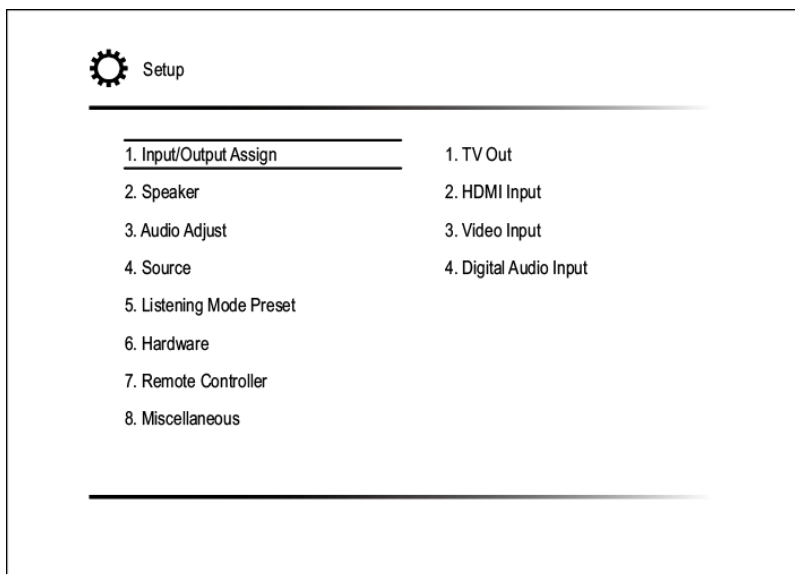 Setup
1. Input/Output Assign
2. Speaker
3. Audio Adjust
4. Source
5. Listening Mode Preset
6. Hardware
7. Remote Controller
8. Miscellaneous
1. TV Out
2. HDMI Input
3. Video Input
4. Digital Audio Input